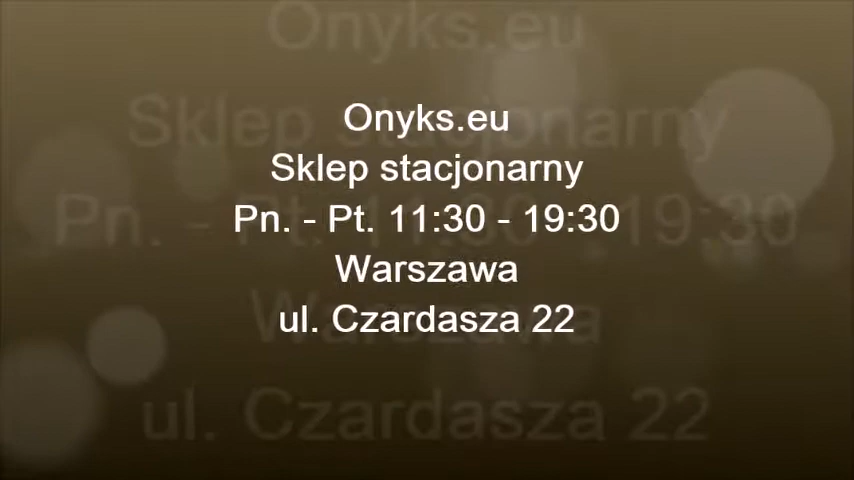 Onyks.eu
Sklep stacjonarny
Pn. - Pt. 11:30 - 19:30
Warszawa
ul. Czardasza 22